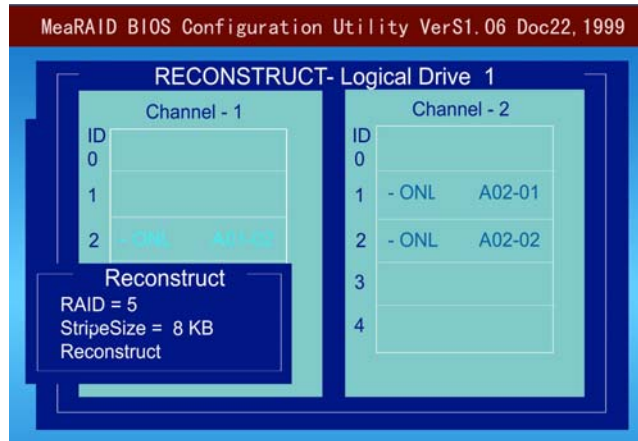 MeaRAID BIOS Configuration Utility VerS1.06 Doc22,1999
RECONSTRUCT- Logical Drive 1
Channel - 1
ID
0
1
2 - ONL A01-02
Reconstruct
RAID = 5
StripeSize = 8 KB
Reconstruct
Channel - 2
ID
0
1 - ONL A02-01
2 - ONL A02-02
3
4